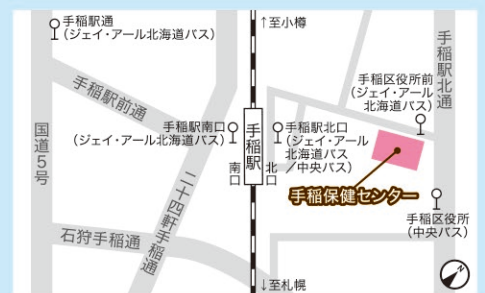 手稲駅通
（ジェイ・アール北海道バス）
↑至小樽
手稲駅北通
手稲区役所前
（ジェイ・アール
北海道バス）
手稲駅前通
手稲駅南口
（ジェイ・アール北海道バス）
手稲駅
南口
北口
手稲駅北口
（ジェイ・アール
北海道バス
／中央バス）
国道5号
二十四軒手稲通
手稲保健センター
手稲区役所
（中央バス）
石狩手稲通
↓至札幌